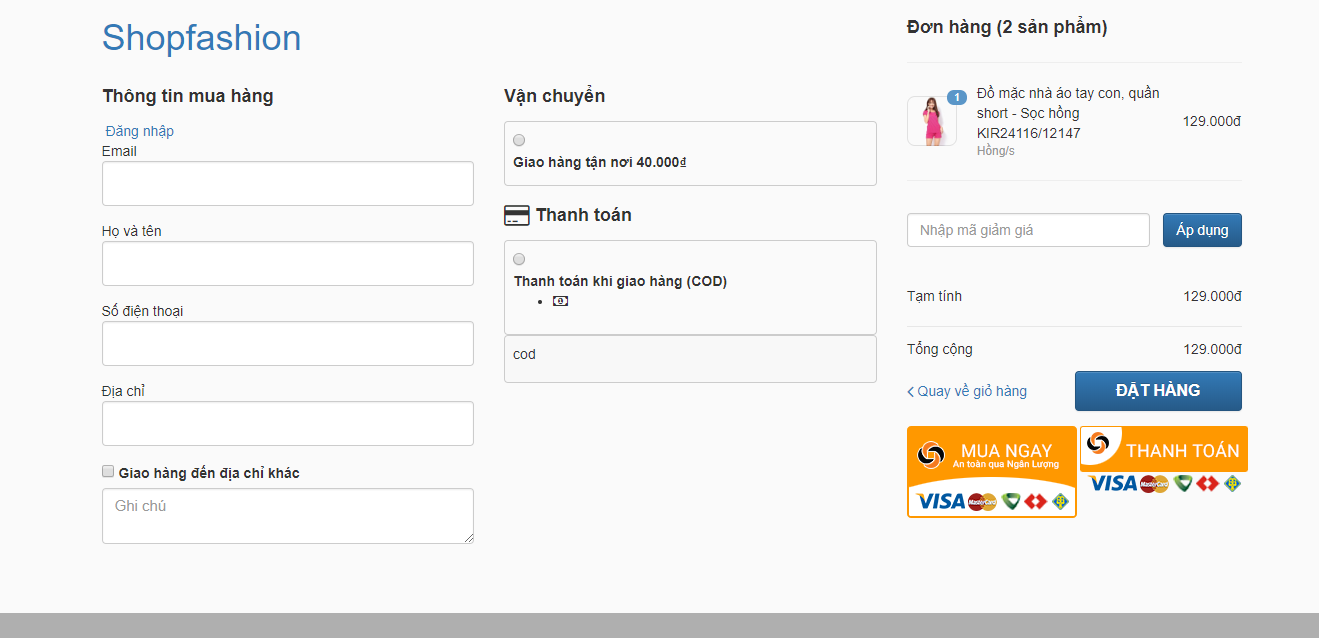 Shopfashion
Thông tin mua hàng
Đăng nhập
Email
Họ và tên
Số điện thoại
Địa chỉ
Giao hàng đến địa chỉ khác
Ghi chú
Vận chuyển
Giao hàng tận nơi 40.000₫
Thanh toán
Thanh toán khi giao hàng (COD)
cod
Đơn hàng (2 sản phẩm)
1
Đồ mặc nhà áo tay con, quần
short - Sọc hồng
KIR24116/12147
Hồng/s
129.000đ
Nhập mã giảm giá
Áp dụng
Tạm tính 129.000đ
Tổng cộng 129.000đ
Quay về giỏ hàng
ĐẶT HÀNG
MUA NGAY
An toàn qua Ngân Lượng
VISA MasterCard
THANH TOÁN
VISA MasterCard